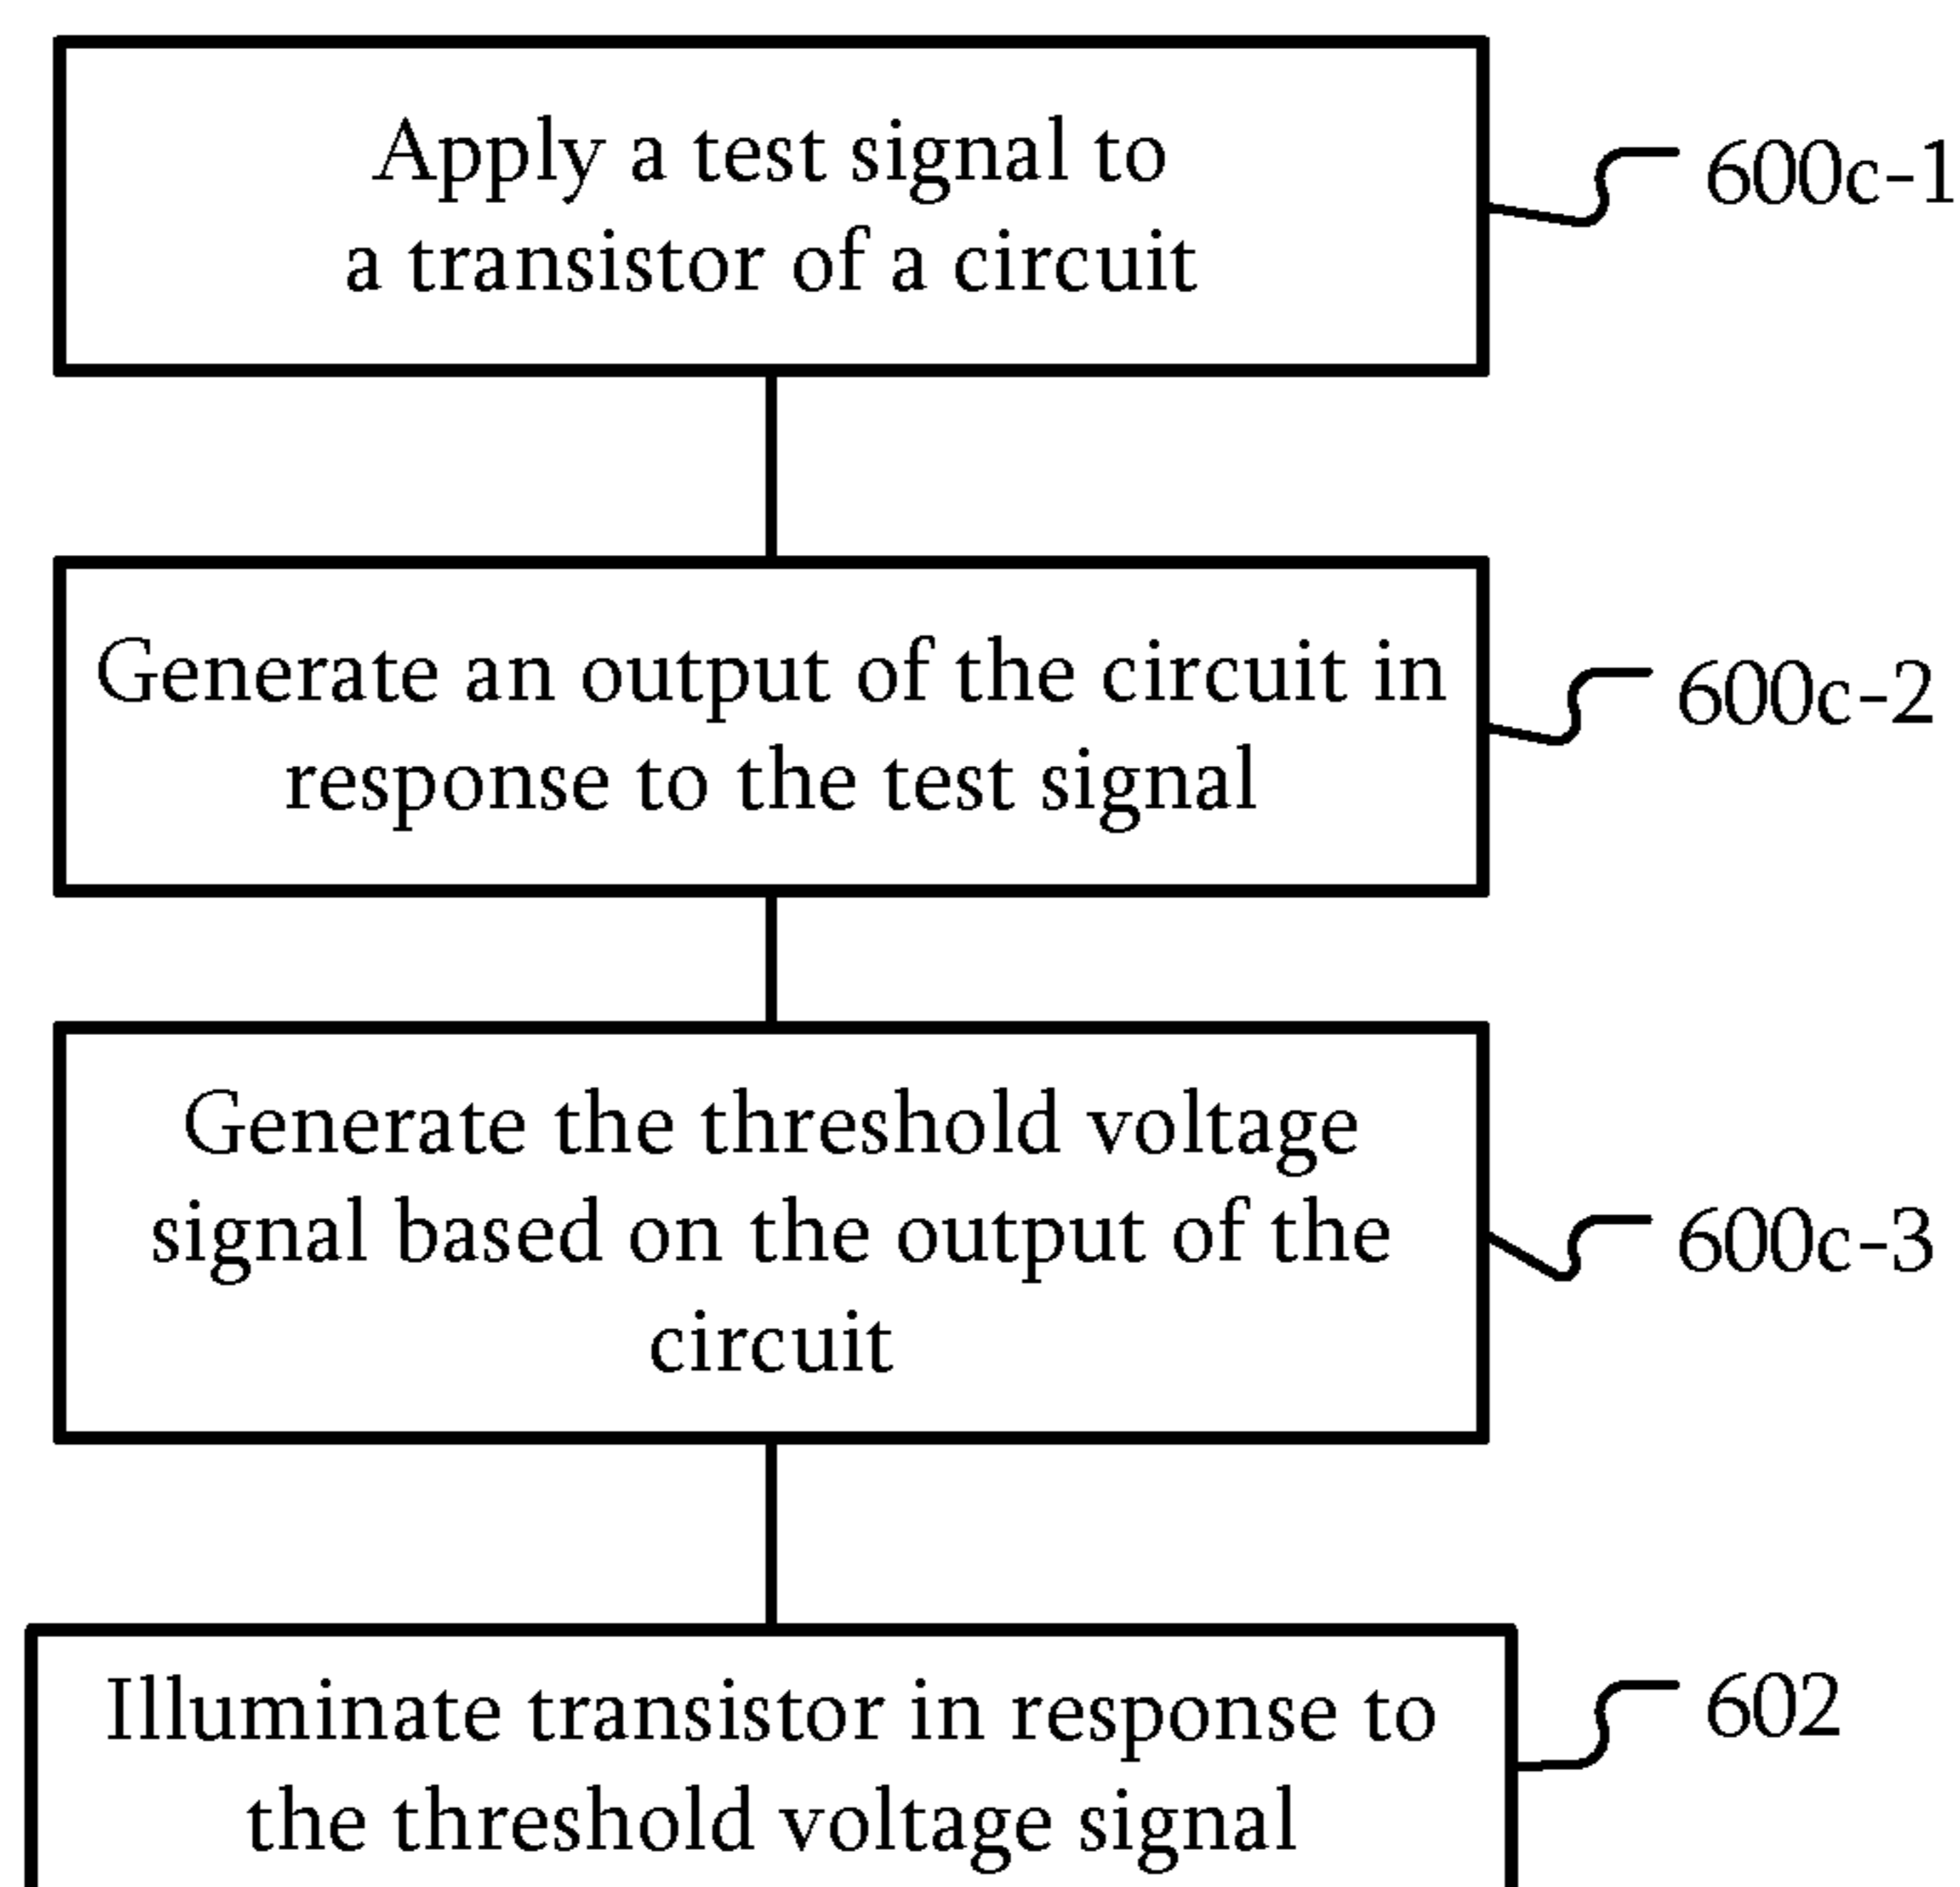 Apply a test signal to
a transistor of a circuit
600c-1
Generate an output of the circuit in
response to the test signal
600c-2
Generate the threshold voltage
signal based on the output of the
circuit
600c-3
Illuminate transistor in response to
the threshold voltage signal
602